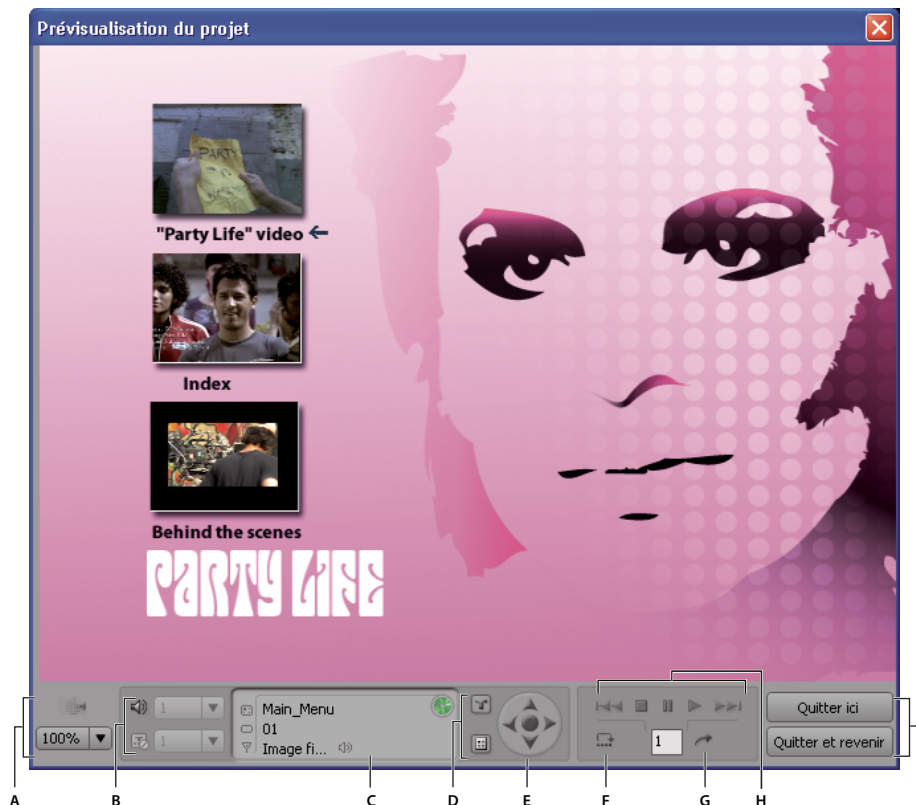 Prévisualisation du projet
PARTY
"Party Life" video ←
Index
Behind the scenes
PARTY LIFE
1
Main_Menu
Quitter ici
100%
1
01
Image fi...
1
Quitter et revenir
A B C D E F G H